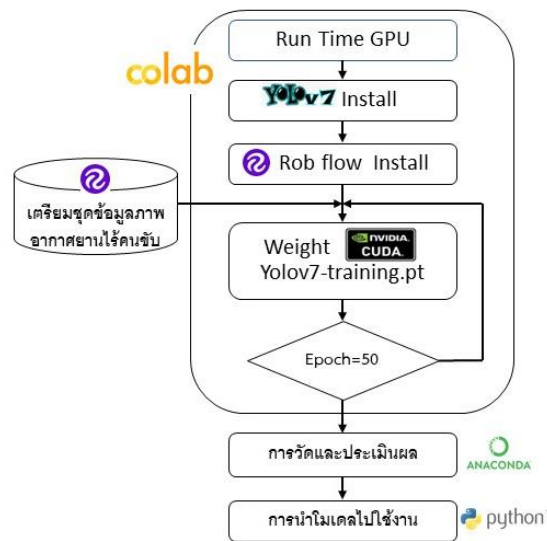 Run Time GPU
colab
YOLOv7 Install
Rob flow Install
เตรียมชุดข้อมูลภาพ
อากาศยานไร้คนขับ
Weight NVIDIA.
CUDA.
Yolov7-training.pt
Epoch=50
การวัดและประเมินผล
ANACONDA
การนำโมเดลไปใช้งาน
python